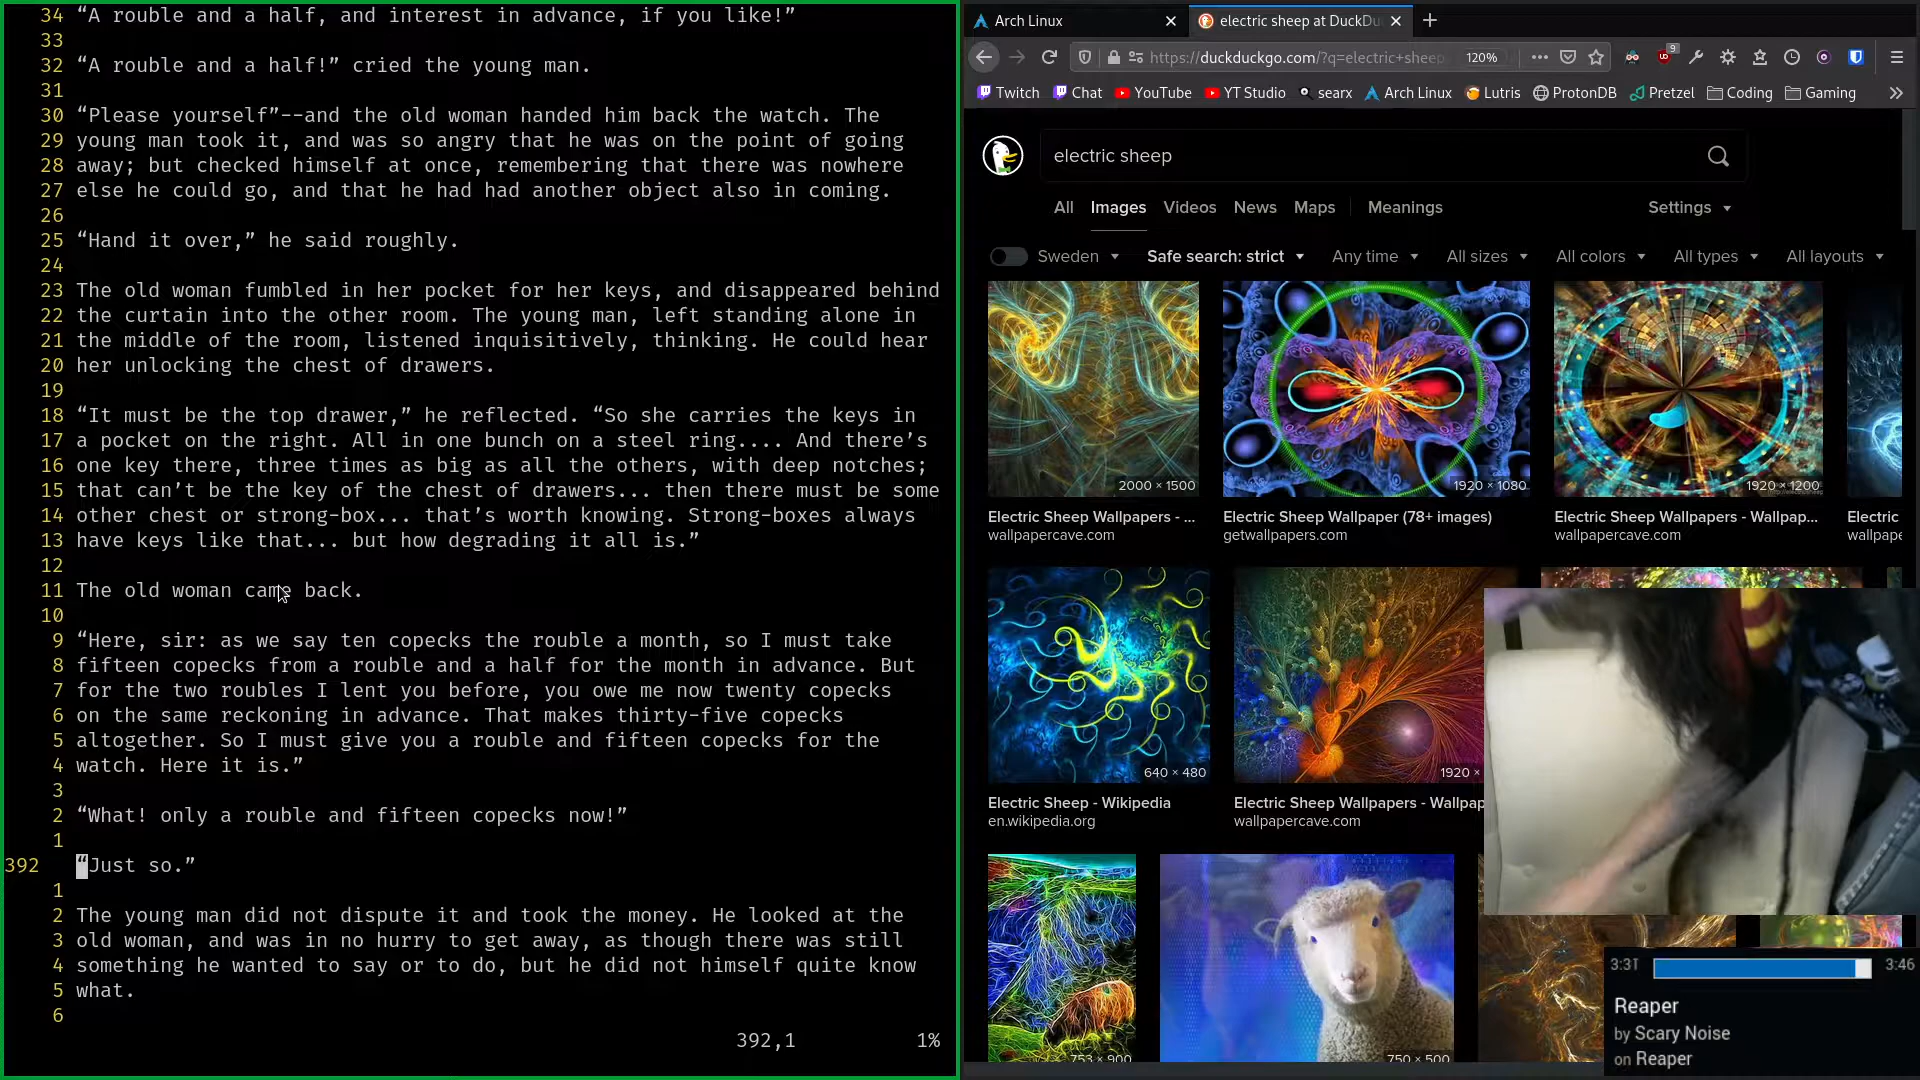 34 “A rouble and a half, and interest in advance, if you like!”
33
32 “A rouble and a half!” cried the young man.
31
30 “Please yourself”--and the old woman handed him back the watch. The
29 young man took it, and was so angry that he was on the point of going
28 away; but checked himself at once, remembering that there was nowhere
27 else he could go, and that he had had another object also in coming.
26
25 “Hand it over,” he said roughly.
24
23 The old woman fumbled in her pocket for her keys, and disappeared behind
22 the curtain into the other room. The young man, left standing alone in
21 the middle of the room, listened inquisitively, thinking. He could hear
20 her unlocking the chest of drawers.
19
18 “It must be the top drawer,” he reflected. “So she carries the keys in
17 a pocket on the right. All in one bunch on a steel ring.... And there’s
16 one key there, three times as big as all the others, with deep notches;
15 that can’t be the key of the chest of drawers... then there must be some
14 other chest or strong-box... that’s worth knowing. Strong-boxes always
13 have keys like that... but how degrading it all is.”
12
11 The old woman came back.
10
9 “Here, sir: as we say ten copecks the rouble a month, so I must take
8 fifteen copecks from a rouble and a half for the month in advance. But
7 for the two roubles I lent you before, you owe me now twenty copecks
6 on the same reckoning in advance. That makes thirty-five copecks
5 altogether. So I must give you a rouble and fifteen copecks for the
4 watch. Here it is.”
3
2 “What! only a rouble and fifteen copecks now!”
1
392 “Just so.”
1
2 The young man did not dispute it and took the money. He looked at the
3 old woman, and was in no hurry to get away, as though there was still
4 something he wanted to say or to do, but he did not himself quite know
5 what.
6
392,1 1%
Arch Linux electric sheep at DuckDu
https://duckduckgo.com/?q=electric+sheep 120% 9
Twitch Chat YouTube YT Studio searx Arch Linux Lutris ProtonDB Pretzel Coding Gaming
electric sheep
All Images Videos News Maps Meanings Settings
Sweden Safe search: strict Any time All sizes All colors All types All layouts
2000 × 1500 1920 × 1080 1920 × 1200
Electric Sheep Wallpapers - ... Electric Sheep Wallpaper (78+ images) Electric Sheep Wallpapers - Wallpap... Electric
wallpapercave.com getwallpapers.com wallpapercave.com wallpape
640 × 480 1920 ×
Electric Sheep - Wikipedia Electric Sheep Wallpapers - Wallpap
en.wikipedia.org wallpapercave.com
753 × 900 750 × 500
3:31 3:46
Reaper
by Scary Noise
on Reaper